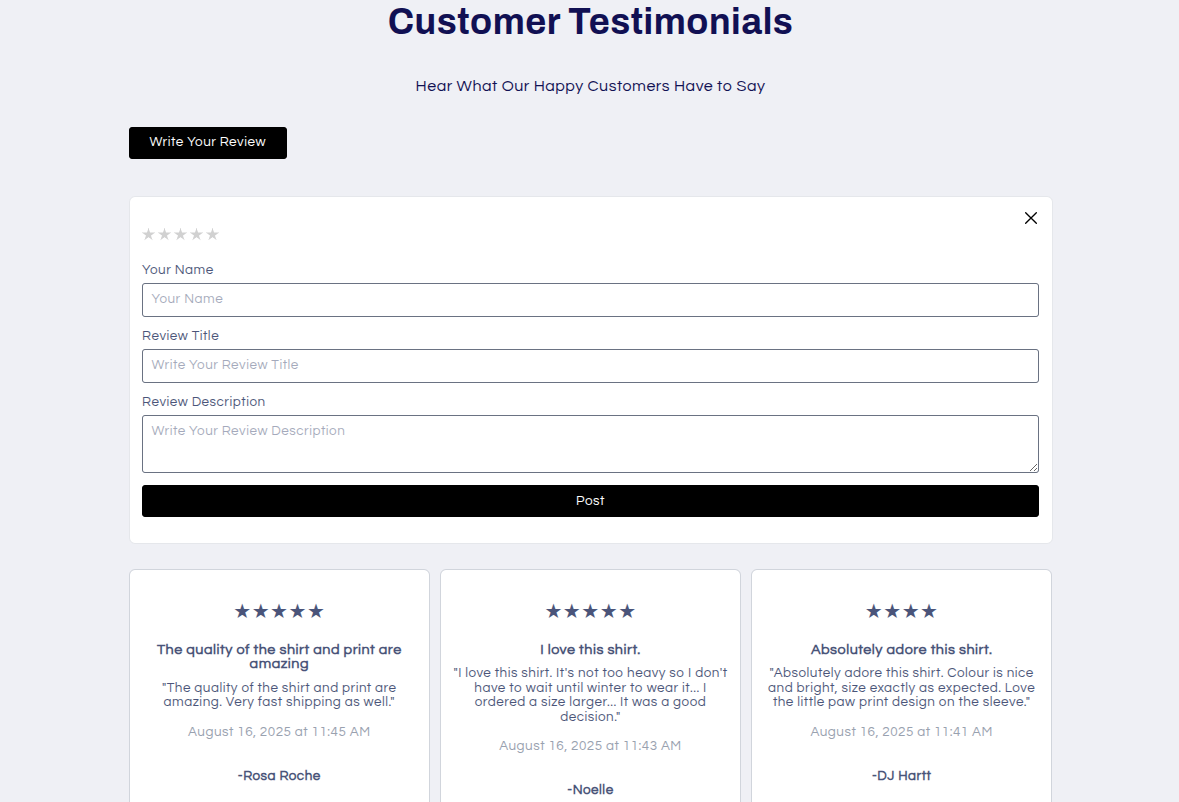 Customer Testimonials
Hear What Our Happy Customers Have to Say
Write Your Review
★★★★★
Your Name
Your Name
Review Title
Write Your Review Title
Review Description
Write Your Review Description
Post
★★★★★
The quality of the shirt and print are
amazing
"The quality of the shirt and print are
amazing. Very fast shipping as well."
August 16, 2025 at 11:45 AM
-Rosa Roche
★★★★★
I love this shirt.
"I love this shirt. It's not too heavy so I don't
have to wait until winter to wear it... I
ordered a size larger... It was a good
decision."
August 16, 2025 at 11:43 AM
-Noelle
★★★★
Absolutely adore this shirt.
"Absolutely adore this shirt. Colour is nice
and bright, size exactly as expected. Love
the little paw print design on the sleeve."
August 16, 2025 at 11:41 AM
-DJ Hartt